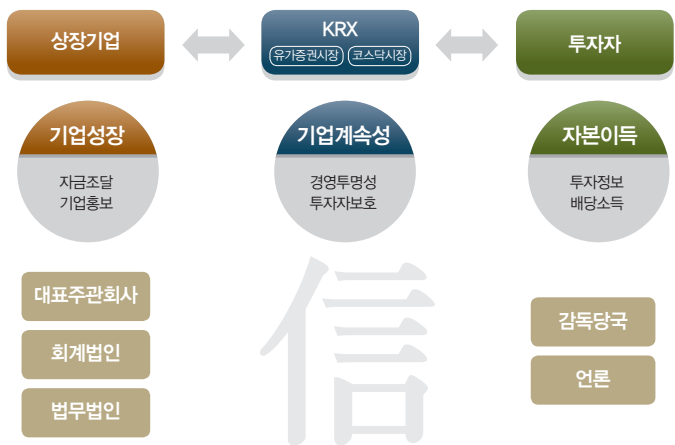 상장기업
KRX
유가증권시장 코스닥시장
투자자
기업성장
자금조달
기업홍보
기업계속성
경영투명성
투자자보호
자본이득
투자정보
배당소득
대표주관회사
회계법인
법무법인
信
감독당국
언론